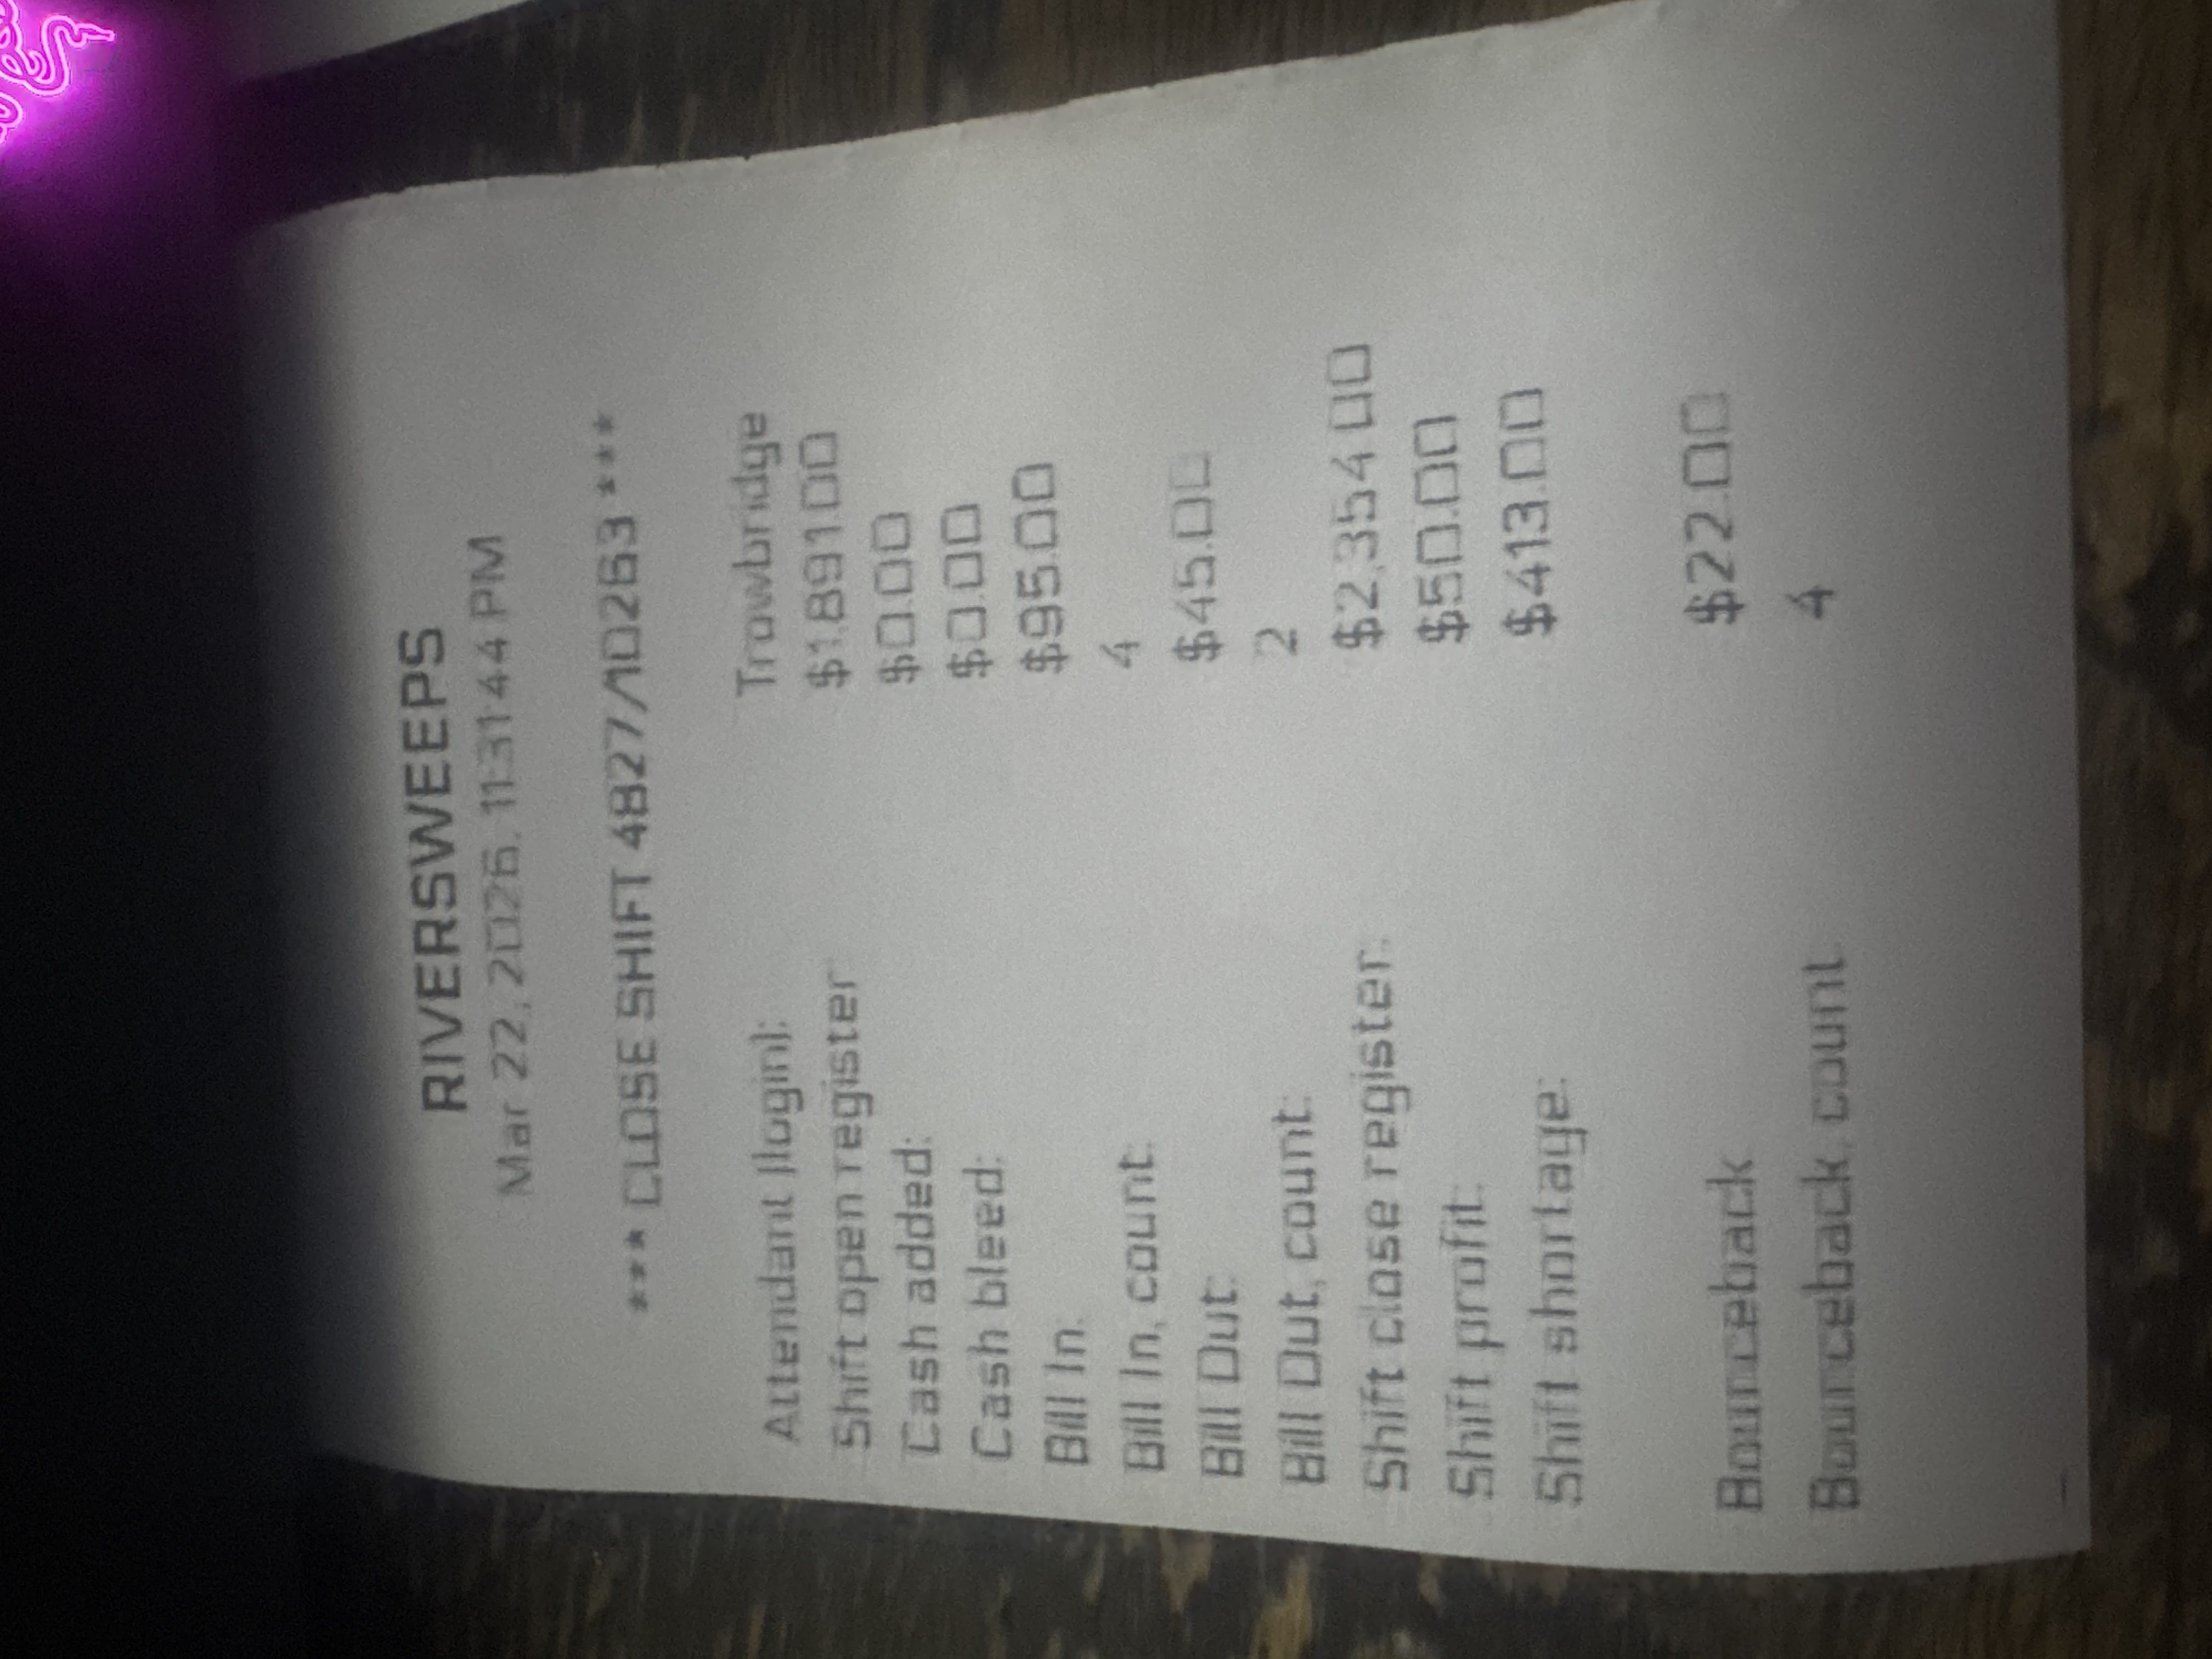 RIVERSWEEPS
Mar 22, 2026, 11:31:44 PM
*** CLOSE SHIFT 4827/10263 ***
Attendant (login): Trowbridge
Shift open register: $1,891.00
Cash added: $0.00
Cash bleed: $0.00
Bill In: $95.00
Bill In, count: 4
Bill Out: $45.00
Bill Out, count: 2
Shift close register: $2,354.00
Shift profit: $50.00
Shift shortage: $413.00
Bounceback $22.00
Bounceback, count 4